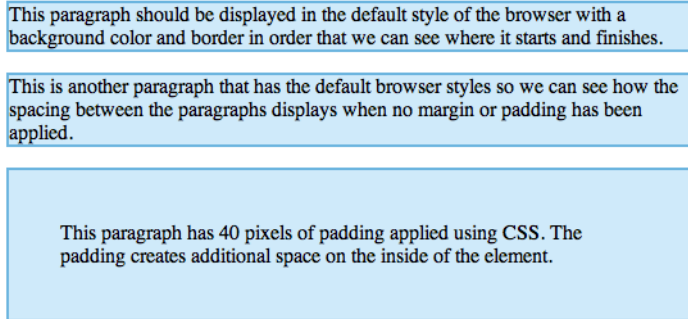 This paragraph should be displayed in the default style of the browser with a
background color and border in order that we can see where it starts and finishes.
This is another paragraph that has the default browser styles so we can see how the
spacing between the paragraphs displays when no margin or padding has been
applied.
This paragraph has 40 pixels of padding applied using CSS. The
padding creates additional space on the inside of the element.